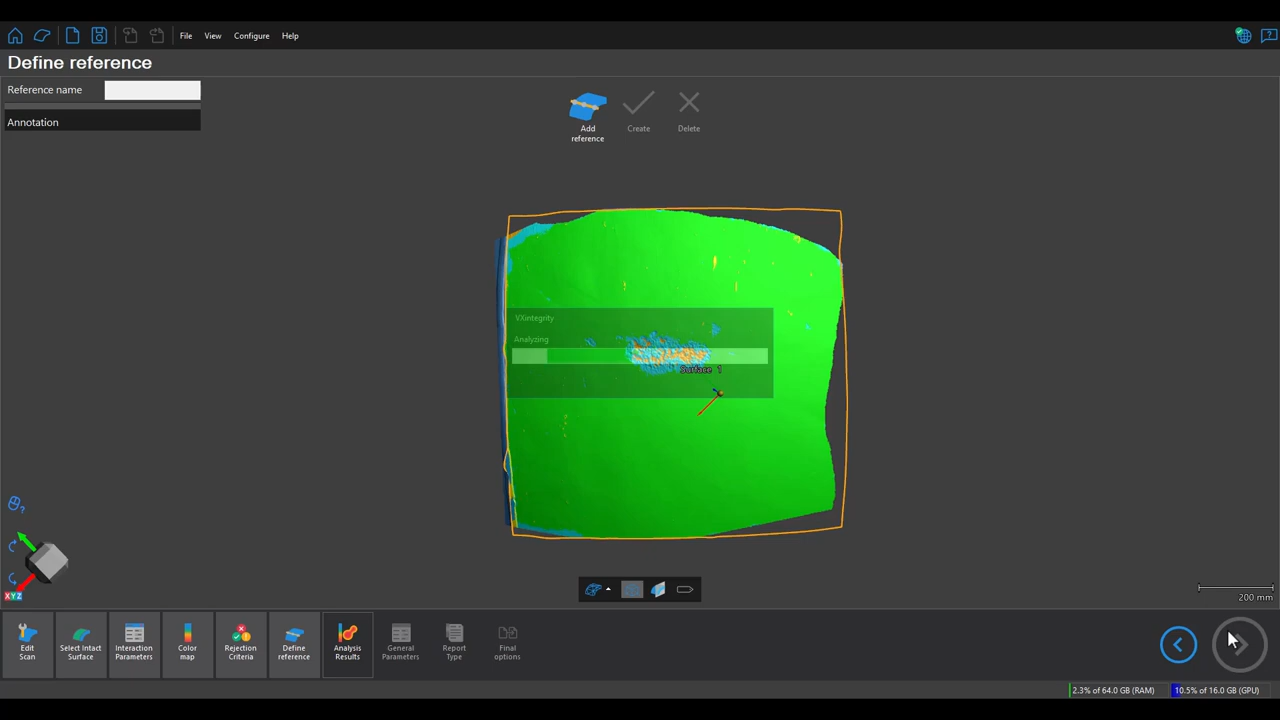 File View Configure Help
Define reference
Reference name
Annotation
Add reference
Create
Delete
VXintegrity
Analyzing
Surface 1
XYZ
200 mm
Edit Scan
Select Intact Surface
Interaction Parameters
Color map
Rejection Criteria
Define reference
Analysis Results
General Parameters
Report Type
Final options
2.3% of 64.0 GB (RAM)
10.5% of 16.0 GB (GPU)